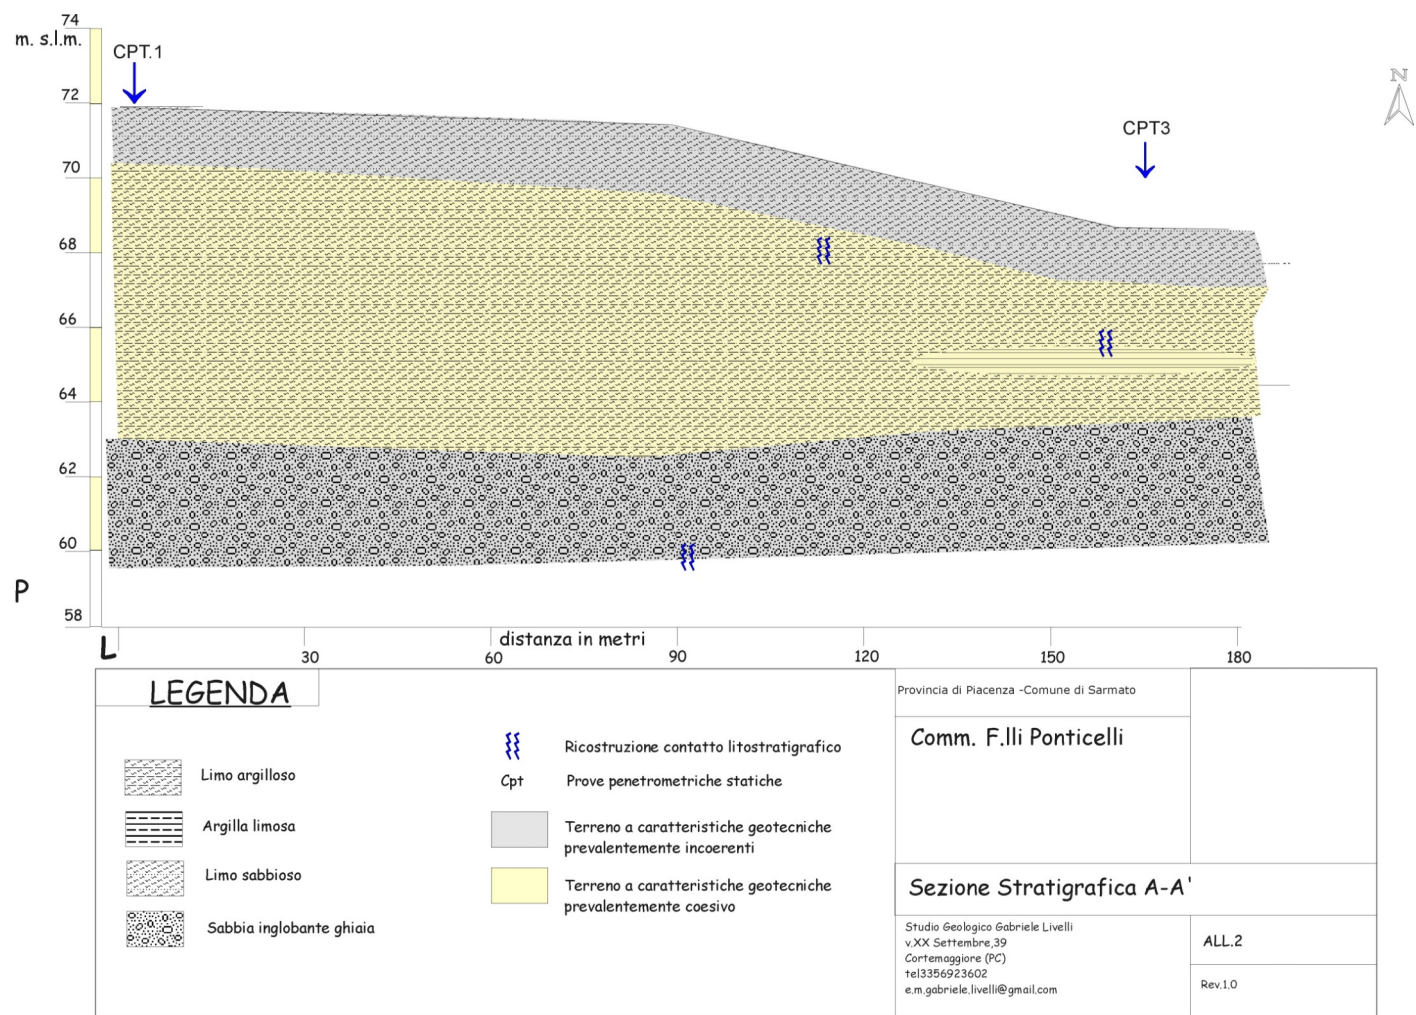 74
m. s.l.m.
CPT.1
N
72
CPT3
70
68
66
64
62
60
P
58
L
distanza in metri
30
60
90
120
150
180
LEGENDA
Limo argilloso
Argilla limosa
Limo sabbioso
Sabbia inglobante ghiaia
Ricostruzione contatto litostratigrafico
Cpt Prove penetrometriche statiche
Terreno a caratteristiche geotecniche
prevalentemente incoerenti
Terreno a caratteristiche geotecniche
prevalentemente coesivo
Provincia di Piacenza -Comune di Sarmato
Comm. F.lli Ponticelli
Sezione Stratigrafica A-A'
Studio Geologico Gabriele Livelli
v.XX Settembre,39
Cortemaggiore (PC)
tel3356923602
e.m.gabriele.livelli@gmail.com
ALL.2
Rev.1.0